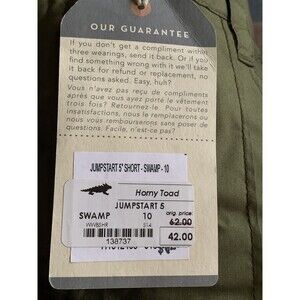 OUR GUARANTEE
If you don't get a compliment within
three wearings, send it back. Or if you
find something wrong with it we'll take
it back for refund or replacement, no
questions asked. Easy, huh?
Vous n'avez pas reçu de compliments
après que vous ayez porté le vêtement
trois fois? Retournez-le. Pour toutes
insatisfactions, nous le remplacerons
ou nous vous rembourserons sans poser
de questions. Facile, n'est-ce pas?
JUMPSTART 5" SHORT - SWAMP - 10
Horny Toad
JUMPSTART 5
SWAMP 10
orig. price:
62.00
WWBSHR S14
138737
42.00